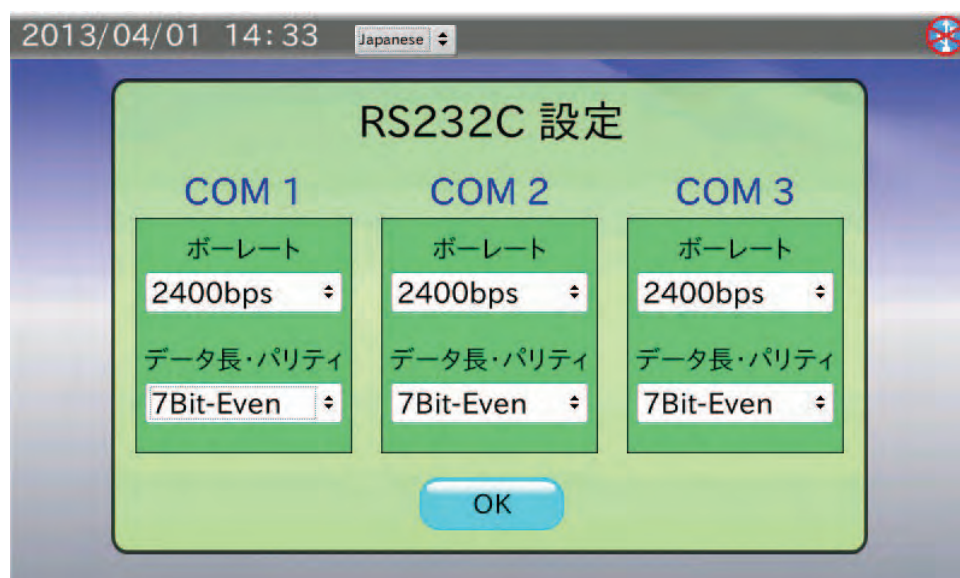 2013/04/01 14:33 Japanese
RS232C 設定
COM 1 COM 2 COM 3
ボーレート ボーレート ボーレート
2400bps 2400bps 2400bps
データ長・パリティ データ長・パリティ データ長・パリティ
7Bit-Even 7Bit-Even 7Bit-Even
OK